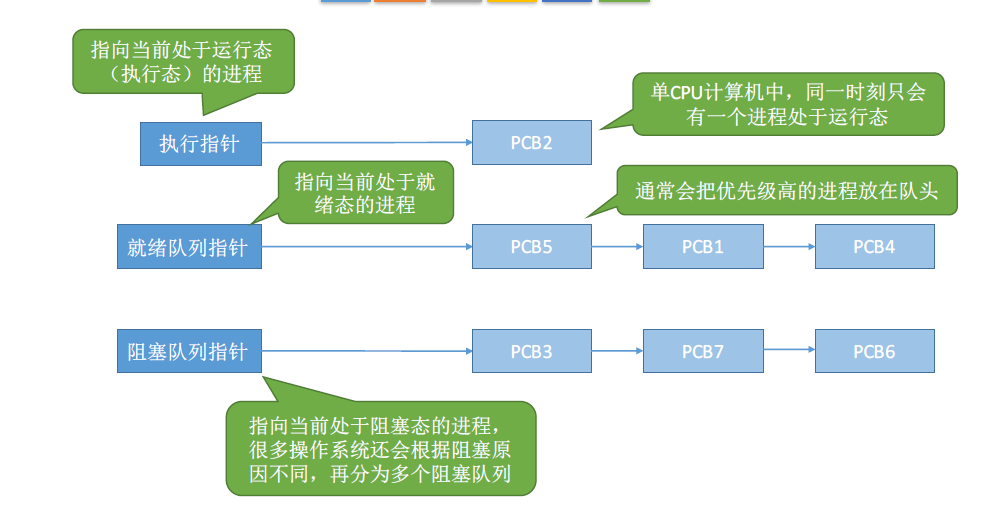 指向当前处于运行态
（执行态）的进程
单CPU计算机中，同一时刻只会
有一个进程处于运行态
执行指针
PCB2
指向当前处于就
绪态的进程
通常会把优先级高的进程放在队头
就绪队列指针
PCB5
PCB1
PCB4
阻塞队列指针
PCB3
PCB7
PCB6
指向当前处于阻塞态的进程，
很多操作系统还会根据阻塞原
因不同，再分为多个阻塞队列